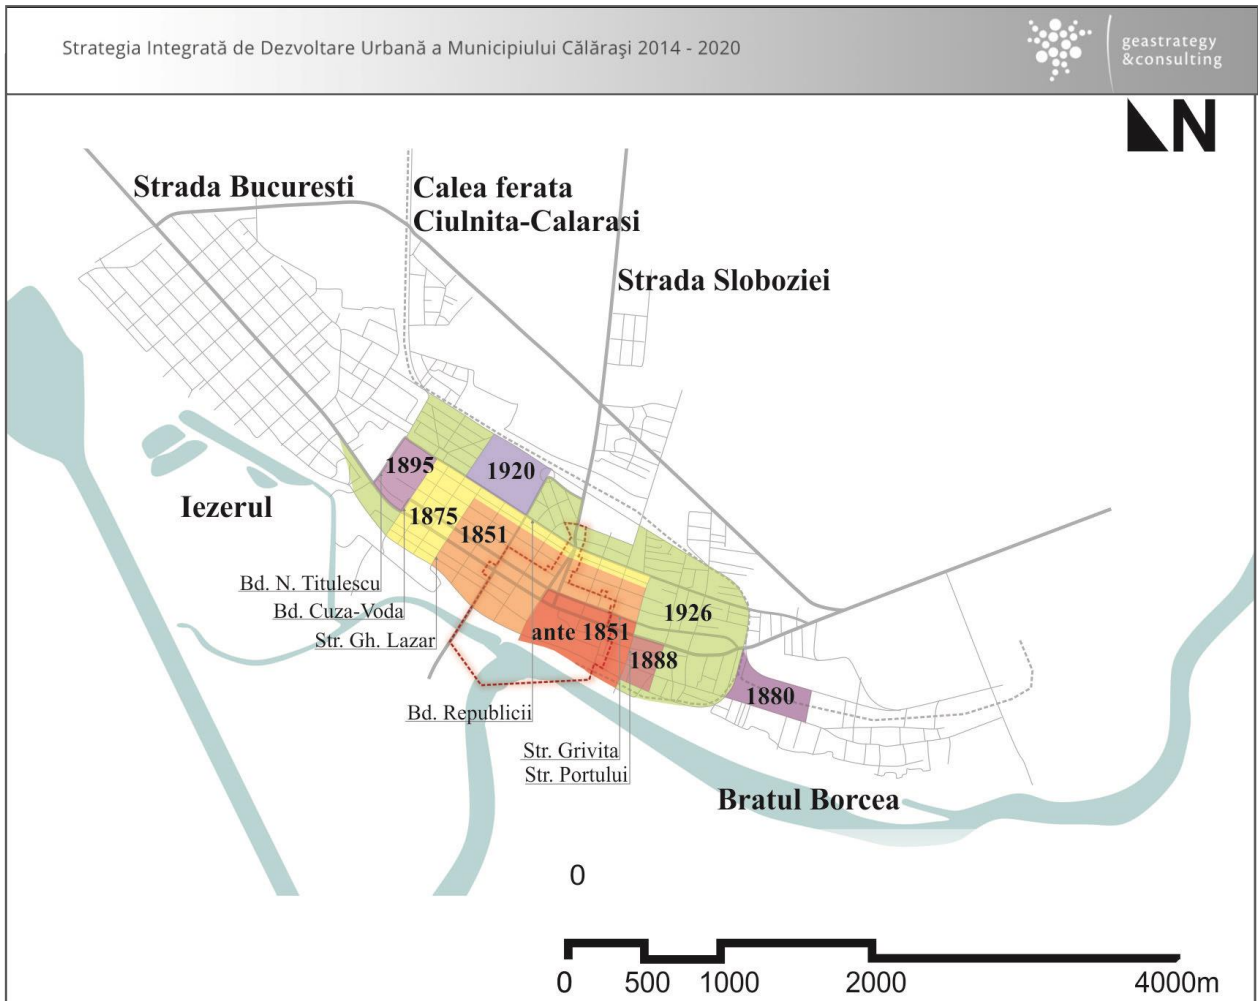 Strategia Integrată de Dezvoltare Urbană a Municipiului Călărași 2014 - 2020
geastrategy
&consulting
N
Strada Bucuresti
Calea ferata
Ciulnita-Calarasi
Strada Sloboziei
1895
1920
Iezerul
1875
1851
Bd. N. Titulescu
Bd. Cuza-Voda
Str. Gh. Lazar
1926
ante 1851
1888
1880
Bd. Republicii
Str. Grivita
Str. Portului
Bratul Borcea
0
0 500 1000 2000 4000m